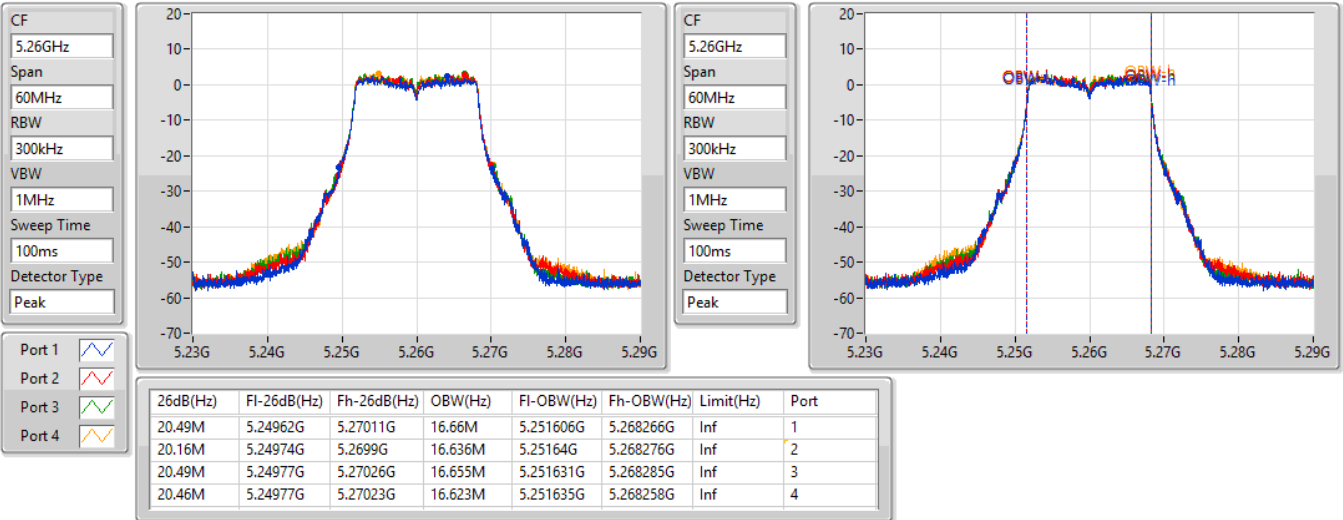 CF
5.26GHz
Span
60MHz
RBW
300kHz
VBW
1MHz
Sweep Time
100ms
Detector Type
Peak
20
10
0
-10
-20
-30
-40
-50
-60
-70
5.23G 5.24G 5.25G 5.26G 5.27G 5.28G 5.29G
CF
5.26GHz
Span
60MHz
RBW
300kHz
VBW
1MHz
Sweep Time
100ms
Detector Type
Peak
20
10
0
-10
-20
-30
-40
-50
-60
-70
OBW-h
5.23G 5.24G 5.25G 5.26G 5.27G 5.28G 5.29G
Port 1
Port 2
Port 3
Port 4
26dB(Hz) Fl-26dB(Hz) Fh-26dB(Hz) OBW(Hz) Fl-OBW(Hz) Fh-OBW(Hz) Limit(Hz) Port
20.49M 5.24962G 5.27011G 16.66M 5.251606G 5.268266G Inf 1
20.16M 5.24974G 5.2699G 16.636M 5.25164G 5.268276G Inf 2
20.49M 5.24977G 5.27026G 16.655M 5.251631G 5.268285G Inf 3
20.46M 5.24977G 5.27023G 16.623M 5.251635G 5.268258G Inf 4